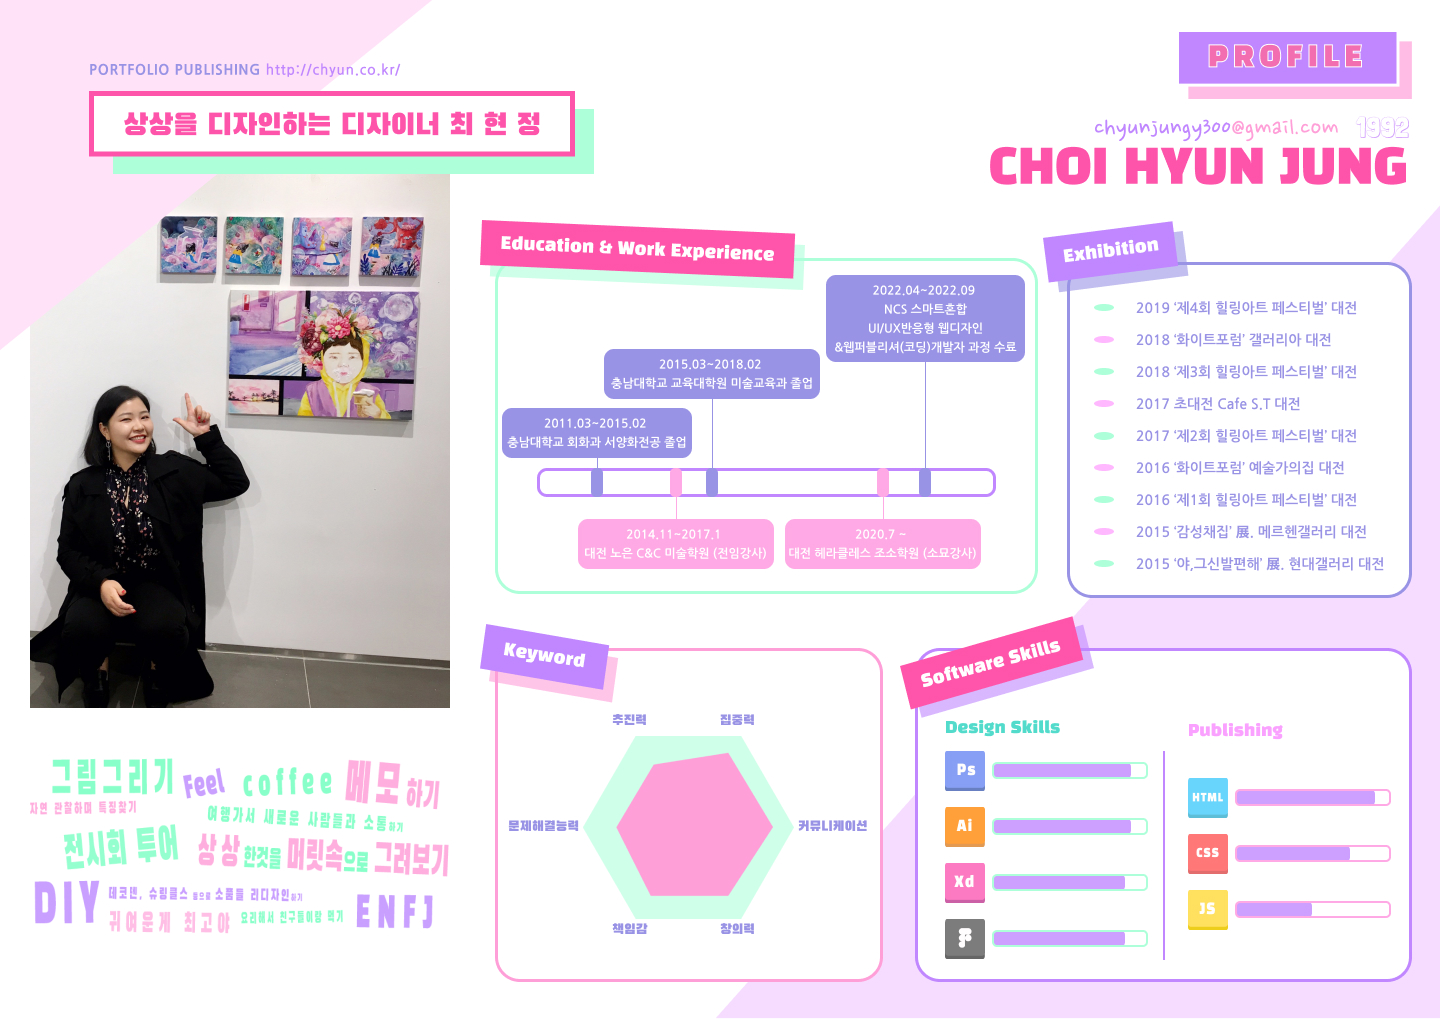 PORTFOLIO PUBLISHING http://chyun.co.kr/
상상을 디자인하는 디자이너 최 현 정
PROFILE
chyunjungy300@gmail.com 1992
CHOI HYUN JUNG
Education & Work Experience
2022.04~2022.09
NCS 스마트혼합
UI/UX반응형 웹디자인
&웹퍼블리셔(코딩)개발자 과정 수료
2015.03~2018.02
충남대학교 교육대학원 미술교육과 졸업
2011.03~2015.02
충남대학교 회화과 서양화전공 졸업
2014.11~2017.1
대전 노은 C&C 미술학원 (전임강사)
2020.7 ~
대전 헤라클레스 조소학원 (소묘강사)
Exhibition
2019 ‘제4회 힐링아트 페스티벌’ 대전
2018 ‘화이트포럼’ 갤러리아 대전
2018 ‘제3회 힐링아트 페스티벌’ 대전
2017 초대전 Cafe S.T 대전
2017 ‘제2회 힐링아트 페스티벌’ 대전
2016 ‘화이트포럼’ 예술가의집 대전
2016 ‘제1회 힐링아트 페스티벌’ 대전
2015 ‘감성채집’ 展. 메르헨갤러리 대전
2015 ‘야,그신발편해’ 展. 현대갤러리 대전
그림그리기 Feel coffee 메모 하기
자연 관찰하며 특징찾기
여행가서 새로운 사람들과 소통하기
전시회 투어 상상 한것을 머릿속으로 그려보기
DIY 데코덴, 슈링클스 등으로 소품들 리디자인하기
귀여운게 최고야 요리해서 친구들이랑 먹기 ENFJ
Keyword
추진력 집중력
문제해결능력 커뮤니케이션
책임감 창의력
Software Skills
Design Skills
Ps
Ai
Xd
Publishing
HTML
CSS
JS